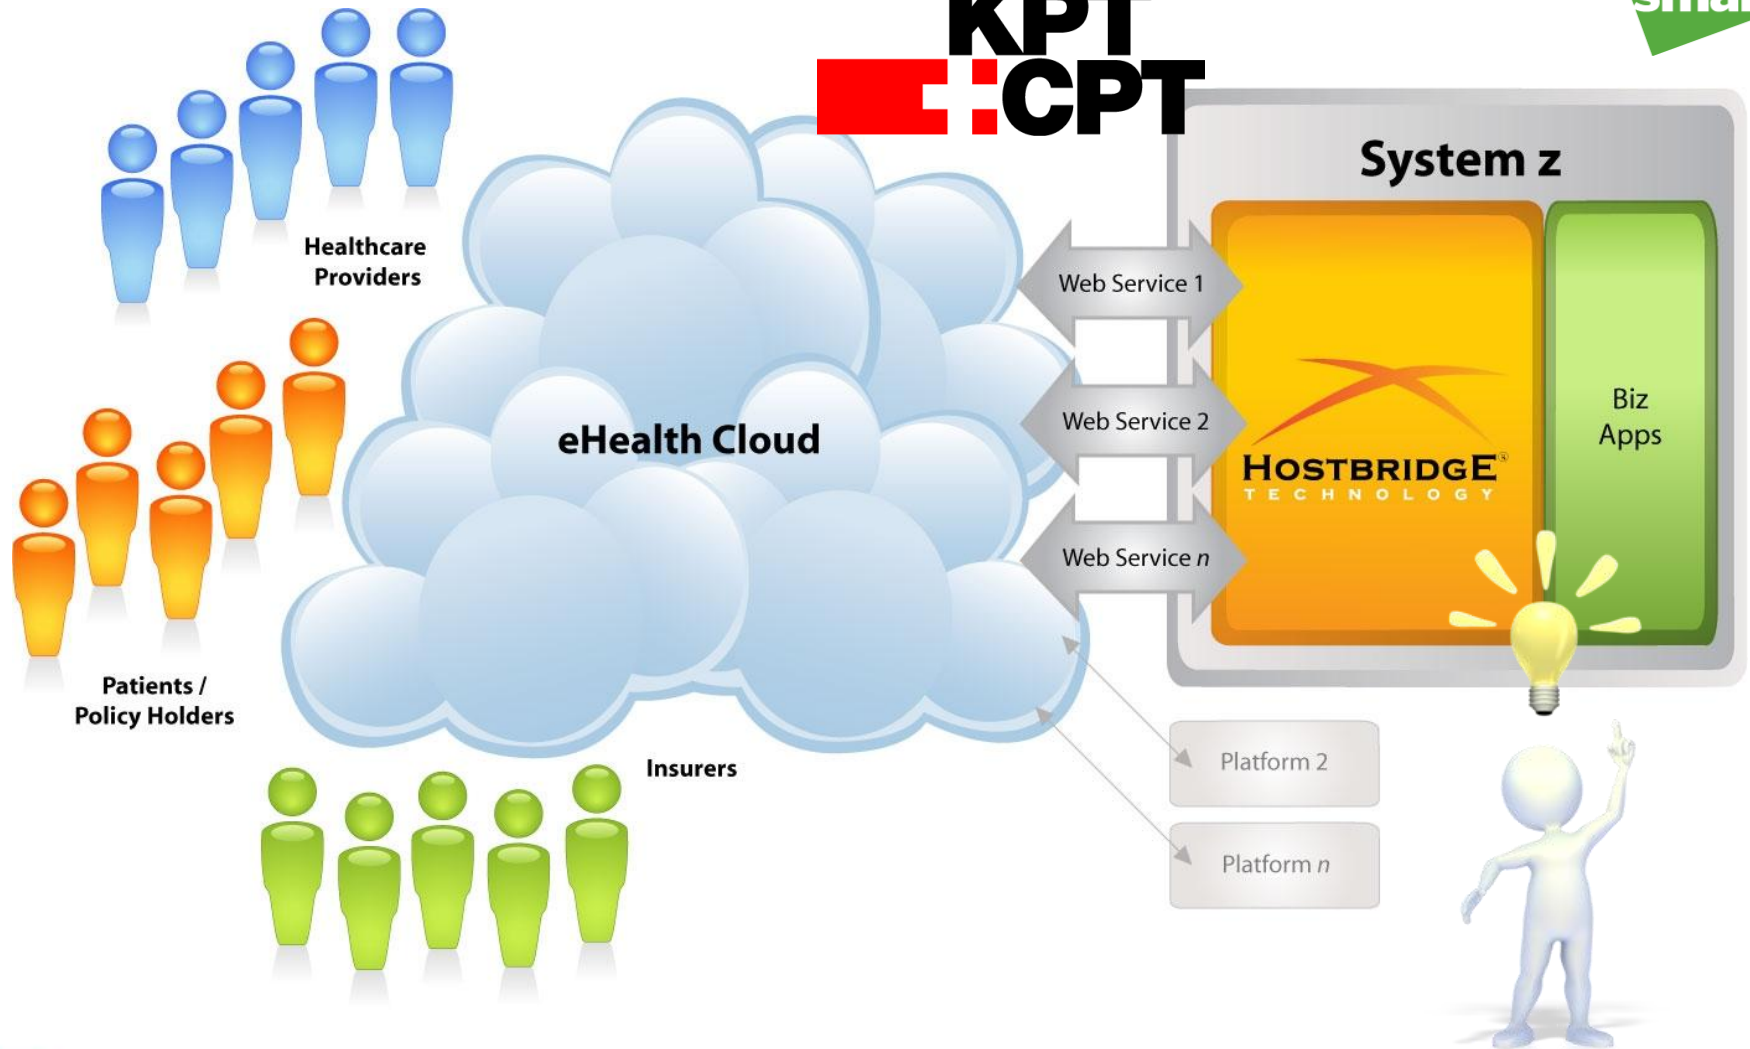 KPT
CPT
System z
Healthcare
Providers
Web Service 1
Web Service 2
Web Service n
eHealth Cloud
HOSTBRIDGE®
TECHNOLOGY
Biz
Apps
Patients /
Policy Holders
Insurers
Platform 2
Platform n